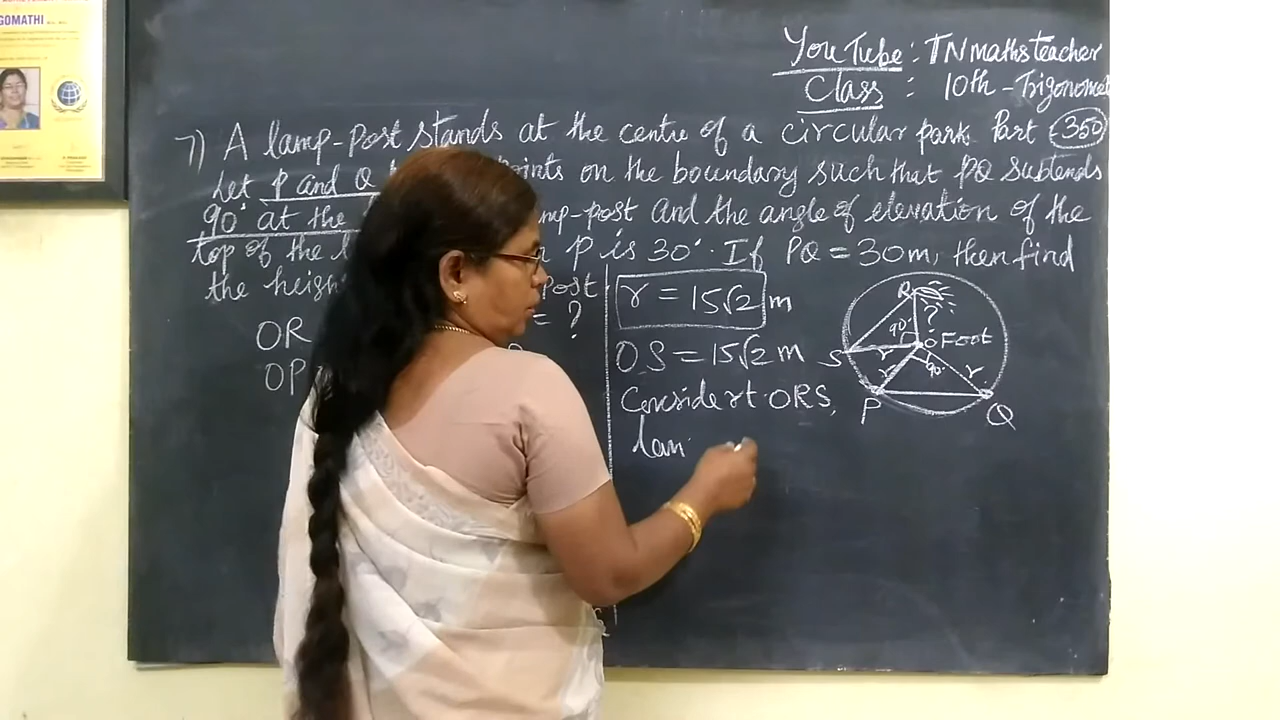 GOMATHI
YouTube : TN maths teacher
Class : 10th - Trigonomet
7) A lamp-post stands at the centre of a circular park. Part 350
Let P and Q points on the boundary such that PQ subtends
90° at the mp-post and the angle of elevation of the
top of the l P is 30°. If PQ = 30m, then find
the heigh post
OR = ?
OP
r = 15√2 m
OS = 15√2 m
Consider rt. ORS,
tan
R
?
90°
O Foot
S r
r 90° r
P Q